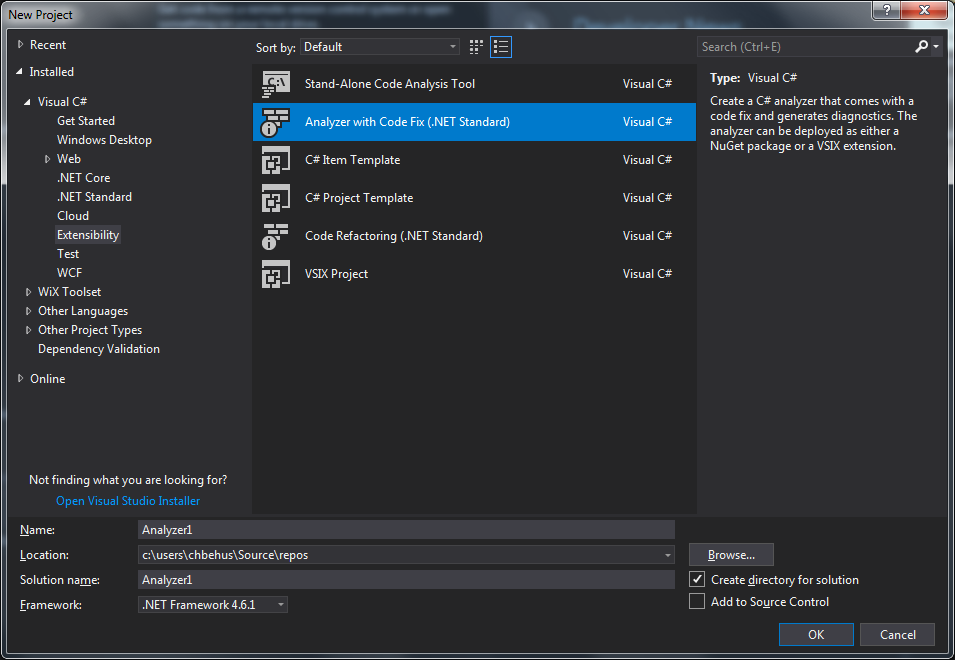 New Project
Recent
Installed
Visual C#
Get Started
Windows Desktop
Web
.NET Core
.NET Standard
Cloud
Extensibility
Test
WCF
WiX Toolset
Other Languages
Other Project Types
Dependency Validation
Online
Not finding what you are looking for?
Open Visual Studio Installer
Sort by: Default
Stand-Alone Code Analysis Tool Visual C#
Analyzer with Code Fix (.NET Standard) Visual C#
C# Item Template Visual C#
C# Project Template Visual C#
Code Refactoring (.NET Standard) Visual C#
VSIX Project Visual C#
Search (Ctrl+E)
Type: Visual C#
Create a C# analyzer that comes with a
code fix and generates diagnostics. The
analyzer can be deployed as either a
NuGet package or a VSIX extension.
Name: Analyzer1
Location: c:\users\chbehus\Source\repos
Browse...
Solution name: Analyzer1
Create directory for solution
Framework: .NET Framework 4.6.1
Add to Source Control
OK Cancel